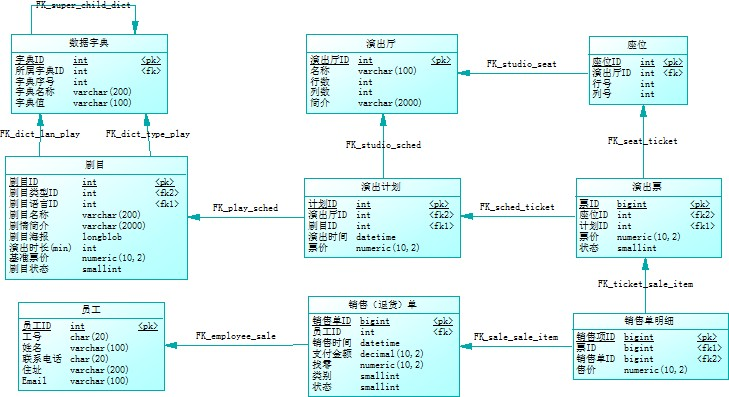 FK_super_child_dict
数据字典
字典ID int <pk>
所属字典ID int <fk>
字典序号 int
字典名称 varchar(200)
字典值 varchar(100)
演出厅
演出厅ID int <pk>
名称 varchar(100)
行数 int
列数 int
简介 varchar(2000)
座位
座位ID int <pk>
演出厅ID int <fk>
行号 int
列号 int
FK_studio_seat
FK_dict_lan_play
FK_dict_type_play
FK_studio_sched
FK_seat_ticket
剧目
剧目ID int <pk>
剧目类型ID int <fk2>
剧目语言ID int <fk1>
剧目名称 varchar(200)
剧情简介 varchar(2000)
剧目海报 longblob
演出时长(min) int
基准票价 numeric(10,2)
剧目状态 smallint
FK_play_sched
演出计划
计划ID int <pk>
演出厅ID int <fk2>
剧目ID int <fk1>
演出时间 datetime
票价 numeric(10,2)
FK_sched_ticket
演出票
票ID bigint <pk>
座位ID int <fk2>
计划ID int <fk1>
票价 numeric(10,2)
状态 smallint
FK_ticket_sale_item
员工
员工ID int <pk>
工号 char(20)
姓名 varchar(100)
联系电话 char(20)
住址 varchar(200)
Email varchar(100)
FK_employee_sale
销售（退货）单
销售单ID bigint <pk>
员工ID int <fk>
销售时间 datetime
支付金额 decimal(10,2)
找零 numeric(10,2)
类别 smallint
状态 smallint
FK_sale_sale_item
销售单明细
销售项ID bigint <pk>
票ID bigint <fk1>
销售单ID bigint <fk2>
售价 numeric(10,2)